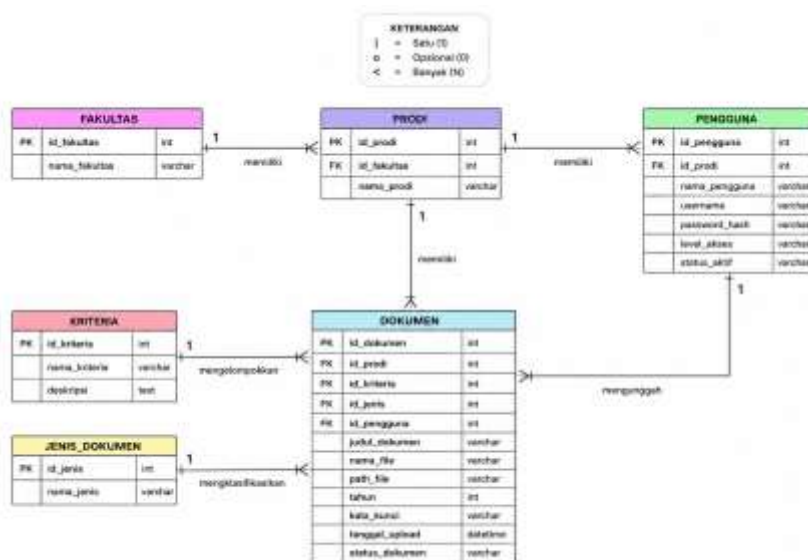 KETERANGAN
| = Satu (1)
o = Opsional (0)
< = Banyak (N)
FAKULTAS
PK id_fakultas int
nama_fakultas varchar
1
memiliki
PRODI
PK id_prodi int
FK id_fakultas int
nama_prodi varchar
1
memiliki
PENGGUNA
PK id_pengguna int
FK id_prodi int
nama_pengguna varchar
username varchar
password_hash varchar
level_akses varchar
status_aktif varchar
1
memiliki
1
KRITERIA
PK id_kriteria int
nama_kriteria varchar
deskripsi text
1
mengelompokkan
DOKUMEN
PK id_dokumen int
FK id_prodi int
FK id_kriteria int
FK id_jenis int
FK id_pengguna int
judul_dokumen varchar
nama_file varchar
path_file varchar
tahun int
kata_kunci varchar
tanggal_upload datetime
status_dokumen varchar
mengunggah
JENIS_DOKUMEN
PK id_jenis int
nama_jenis varchar
1
mengklasifikasikan